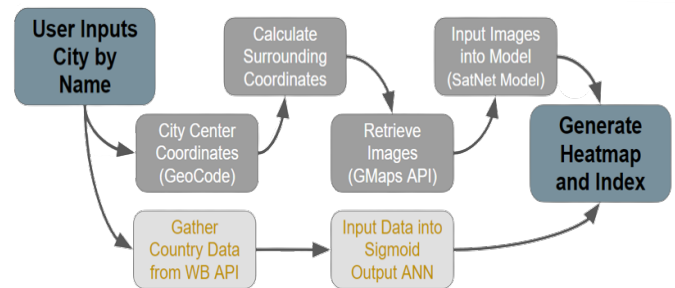 User Inputs
City by
Name
City Center
Coordinates
(GeoCode)
Calculate
Surrounding
Coordinates
Retrieve
Images
(GMaps API)
Input Images
into Model
(SatNet Model)
Generate
Heatmap
and Index
Gather
Country Data
from WB API
Input Data into
Sigmoid
Output ANN